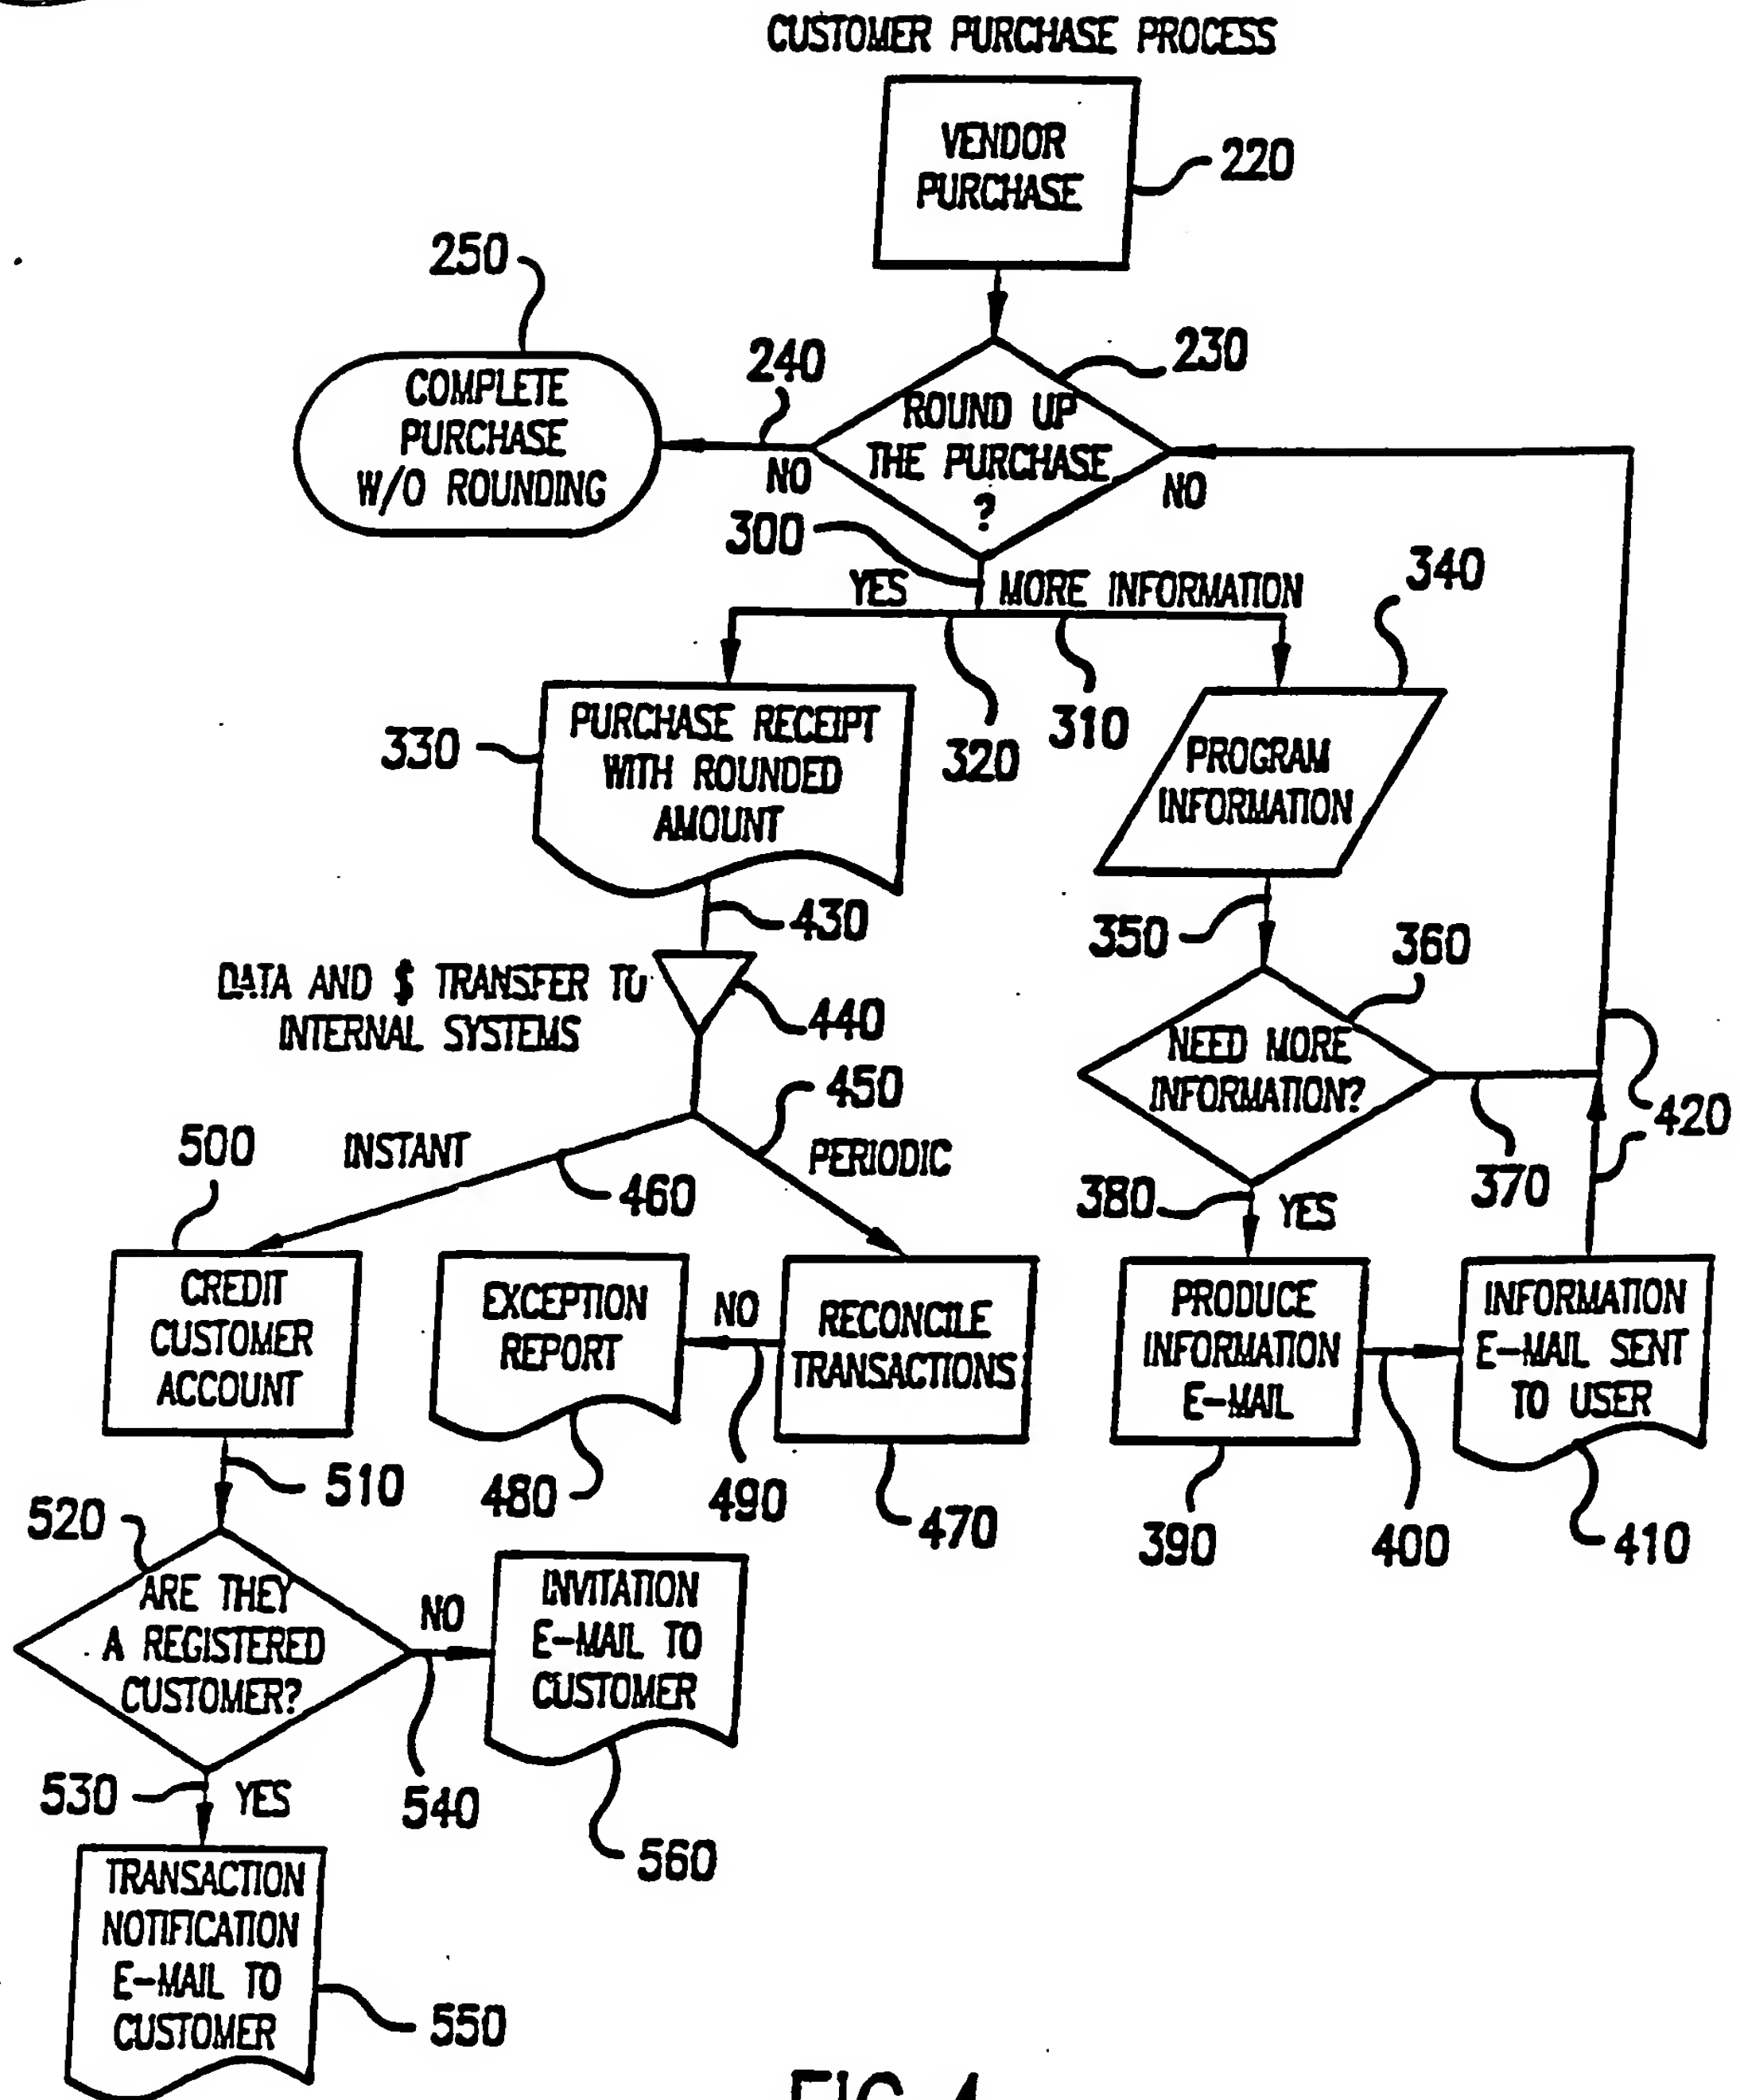 CUSTOMER PURCHASE PROCESS
VENDOR
PURCHASE
220
250
240
230
COMPLETE
PURCHASE
W/O ROUNDING
NO
ROUND UP
THE PURCHASE
?
NO
300
YES
MORE INFORMATION
340
330
PURCHASE RECEIPT
WITH ROUNDED
AMOUNT
320
310
PROGRAM
INFORMATION
430
350
360
DATA AND $ TRANSFER TO
INTERNAL SYSTEMS
440
NEED MORE
INFORMATION?
450
420
500
INSTANT
PERIODIC
460
380
YES
370
CREDIT
CUSTOMER
ACCOUNT
EXCEPTION
REPORT
NO
RECONCILE
TRANSACTIONS
PRODUCE
INFORMATION
E-MAIL
INFORMATION
E-MAIL SENT
TO USER
510
480
490
470
390
400
410
520
ARE THEY
A REGISTERED
CUSTOMER?
NO
INVITATION
E-MAIL TO
CUSTOMER
530
YES
540
560
TRANSACTION
NOTIFICATION
E-MAIL TO
CUSTOMER
550
FIG. 4